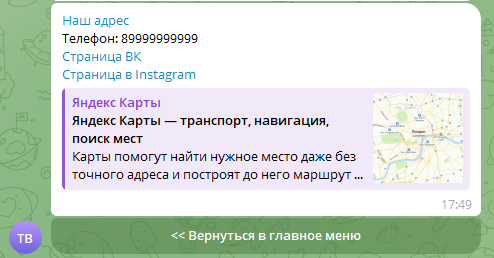 Наш адрес
Телефон: 89999999999
Страница ВК
Страница в Instagram
Яндекс Карты
Яндекс Карты — транспорт, навигация,
поиск мест
Карты помогут найти нужное место даже без
точного адреса и построят до него маршрут ...
17:49
ТВ
<< Вернуться в главное меню